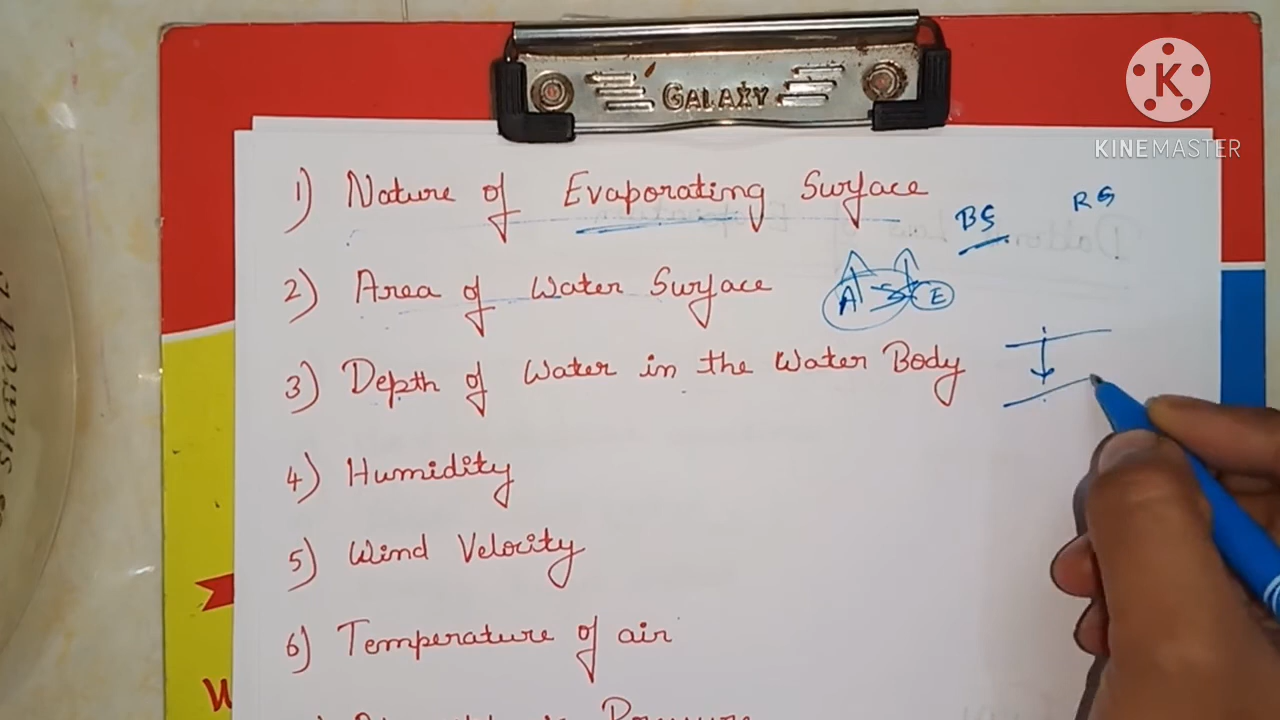 GALAXY
K
KINEMASTER
1) Nature of Evaporating Surface
BS RS
2) Area of Water Surface
A E
3) Depth of Water in the Water Body
4) Humidity
5) Wind Velocity
6) Temperature of air
Pressure